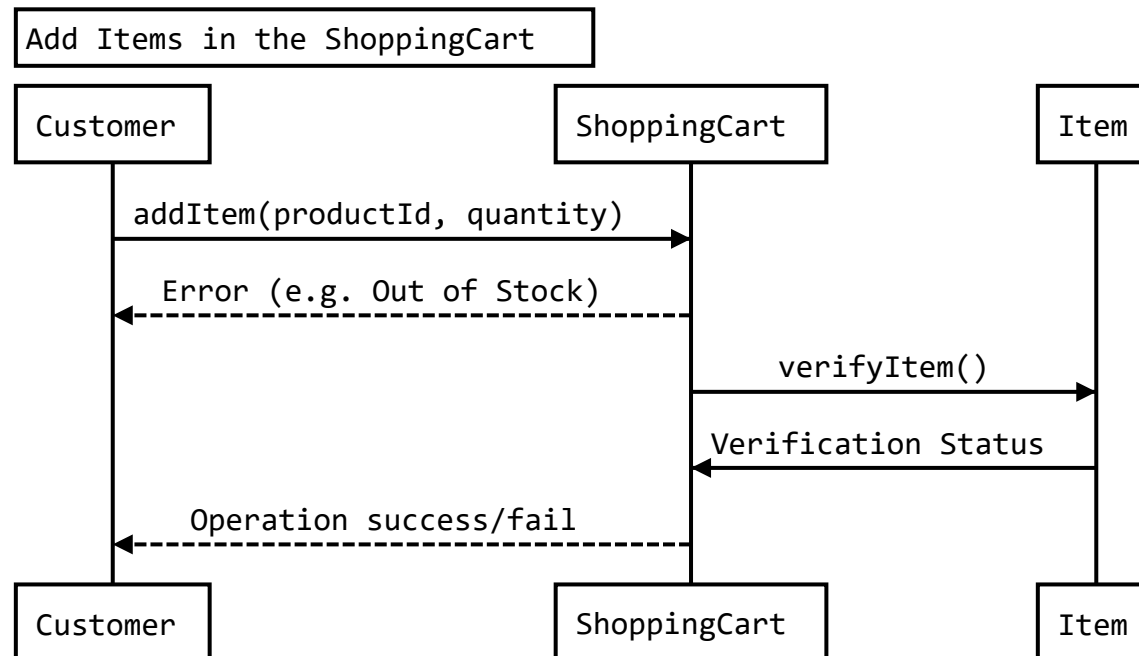 Add Items in the ShoppingCart
Customer
ShoppingCart
Item
addItem(productId, quantity)
Error (e.g. Out of Stock)
verifyItem()
Verification Status
Operation success/fail
Customer
ShoppingCart
Item